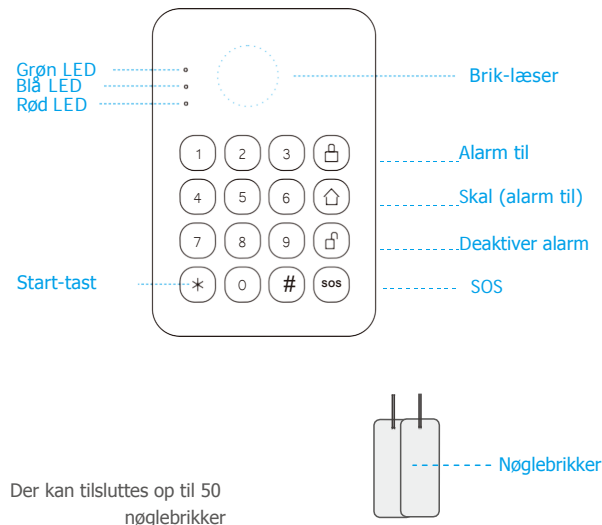 Grøn LED
Blå LED
Rød LED
Brik-læser
1 2 3
Alarm til
4 5 6
Skal (alarm til)
7 8 9
Deaktiver alarm
Start-tast
* 0 # SOS
SOS
Nøglebrikker
Der kan tilsluttes op til 50
nøglebrikker